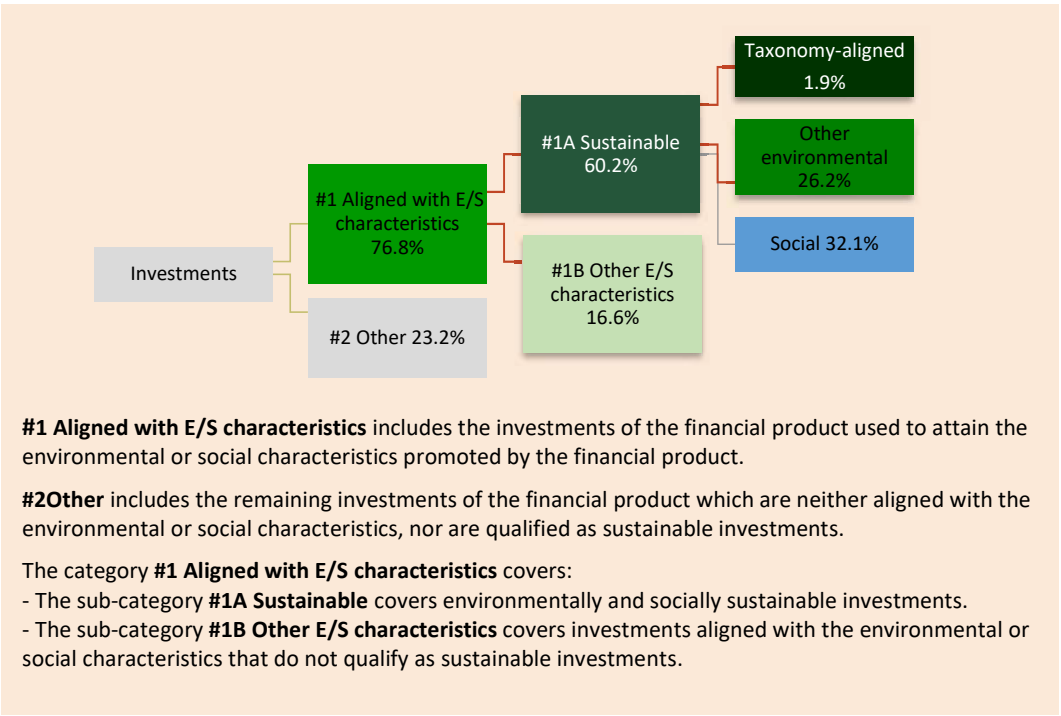 Taxonomy-aligned
1.9%
#1A Sustainable
60.2%
Other
environmental
26.2%
#1 Aligned with E/S
characteristics
76.8%
Social 32.1%
Investments
#1B Other E/S
characteristics
16.6%
#2 Other 23.2%
#1 Aligned with E/S characteristics includes the investments of the financial product used to attain the
environmental or social characteristics promoted by the financial product.
#2Other includes the remaining investments of the financial product which are neither aligned with the
environmental or social characteristics, nor are qualified as sustainable investments.
The category #1 Aligned with E/S characteristics covers:
- The sub-category #1A Sustainable covers environmentally and socially sustainable investments.
- The sub-category #1B Other E/S characteristics covers investments aligned with the environmental or
social characteristics that do not qualify as sustainable investments.